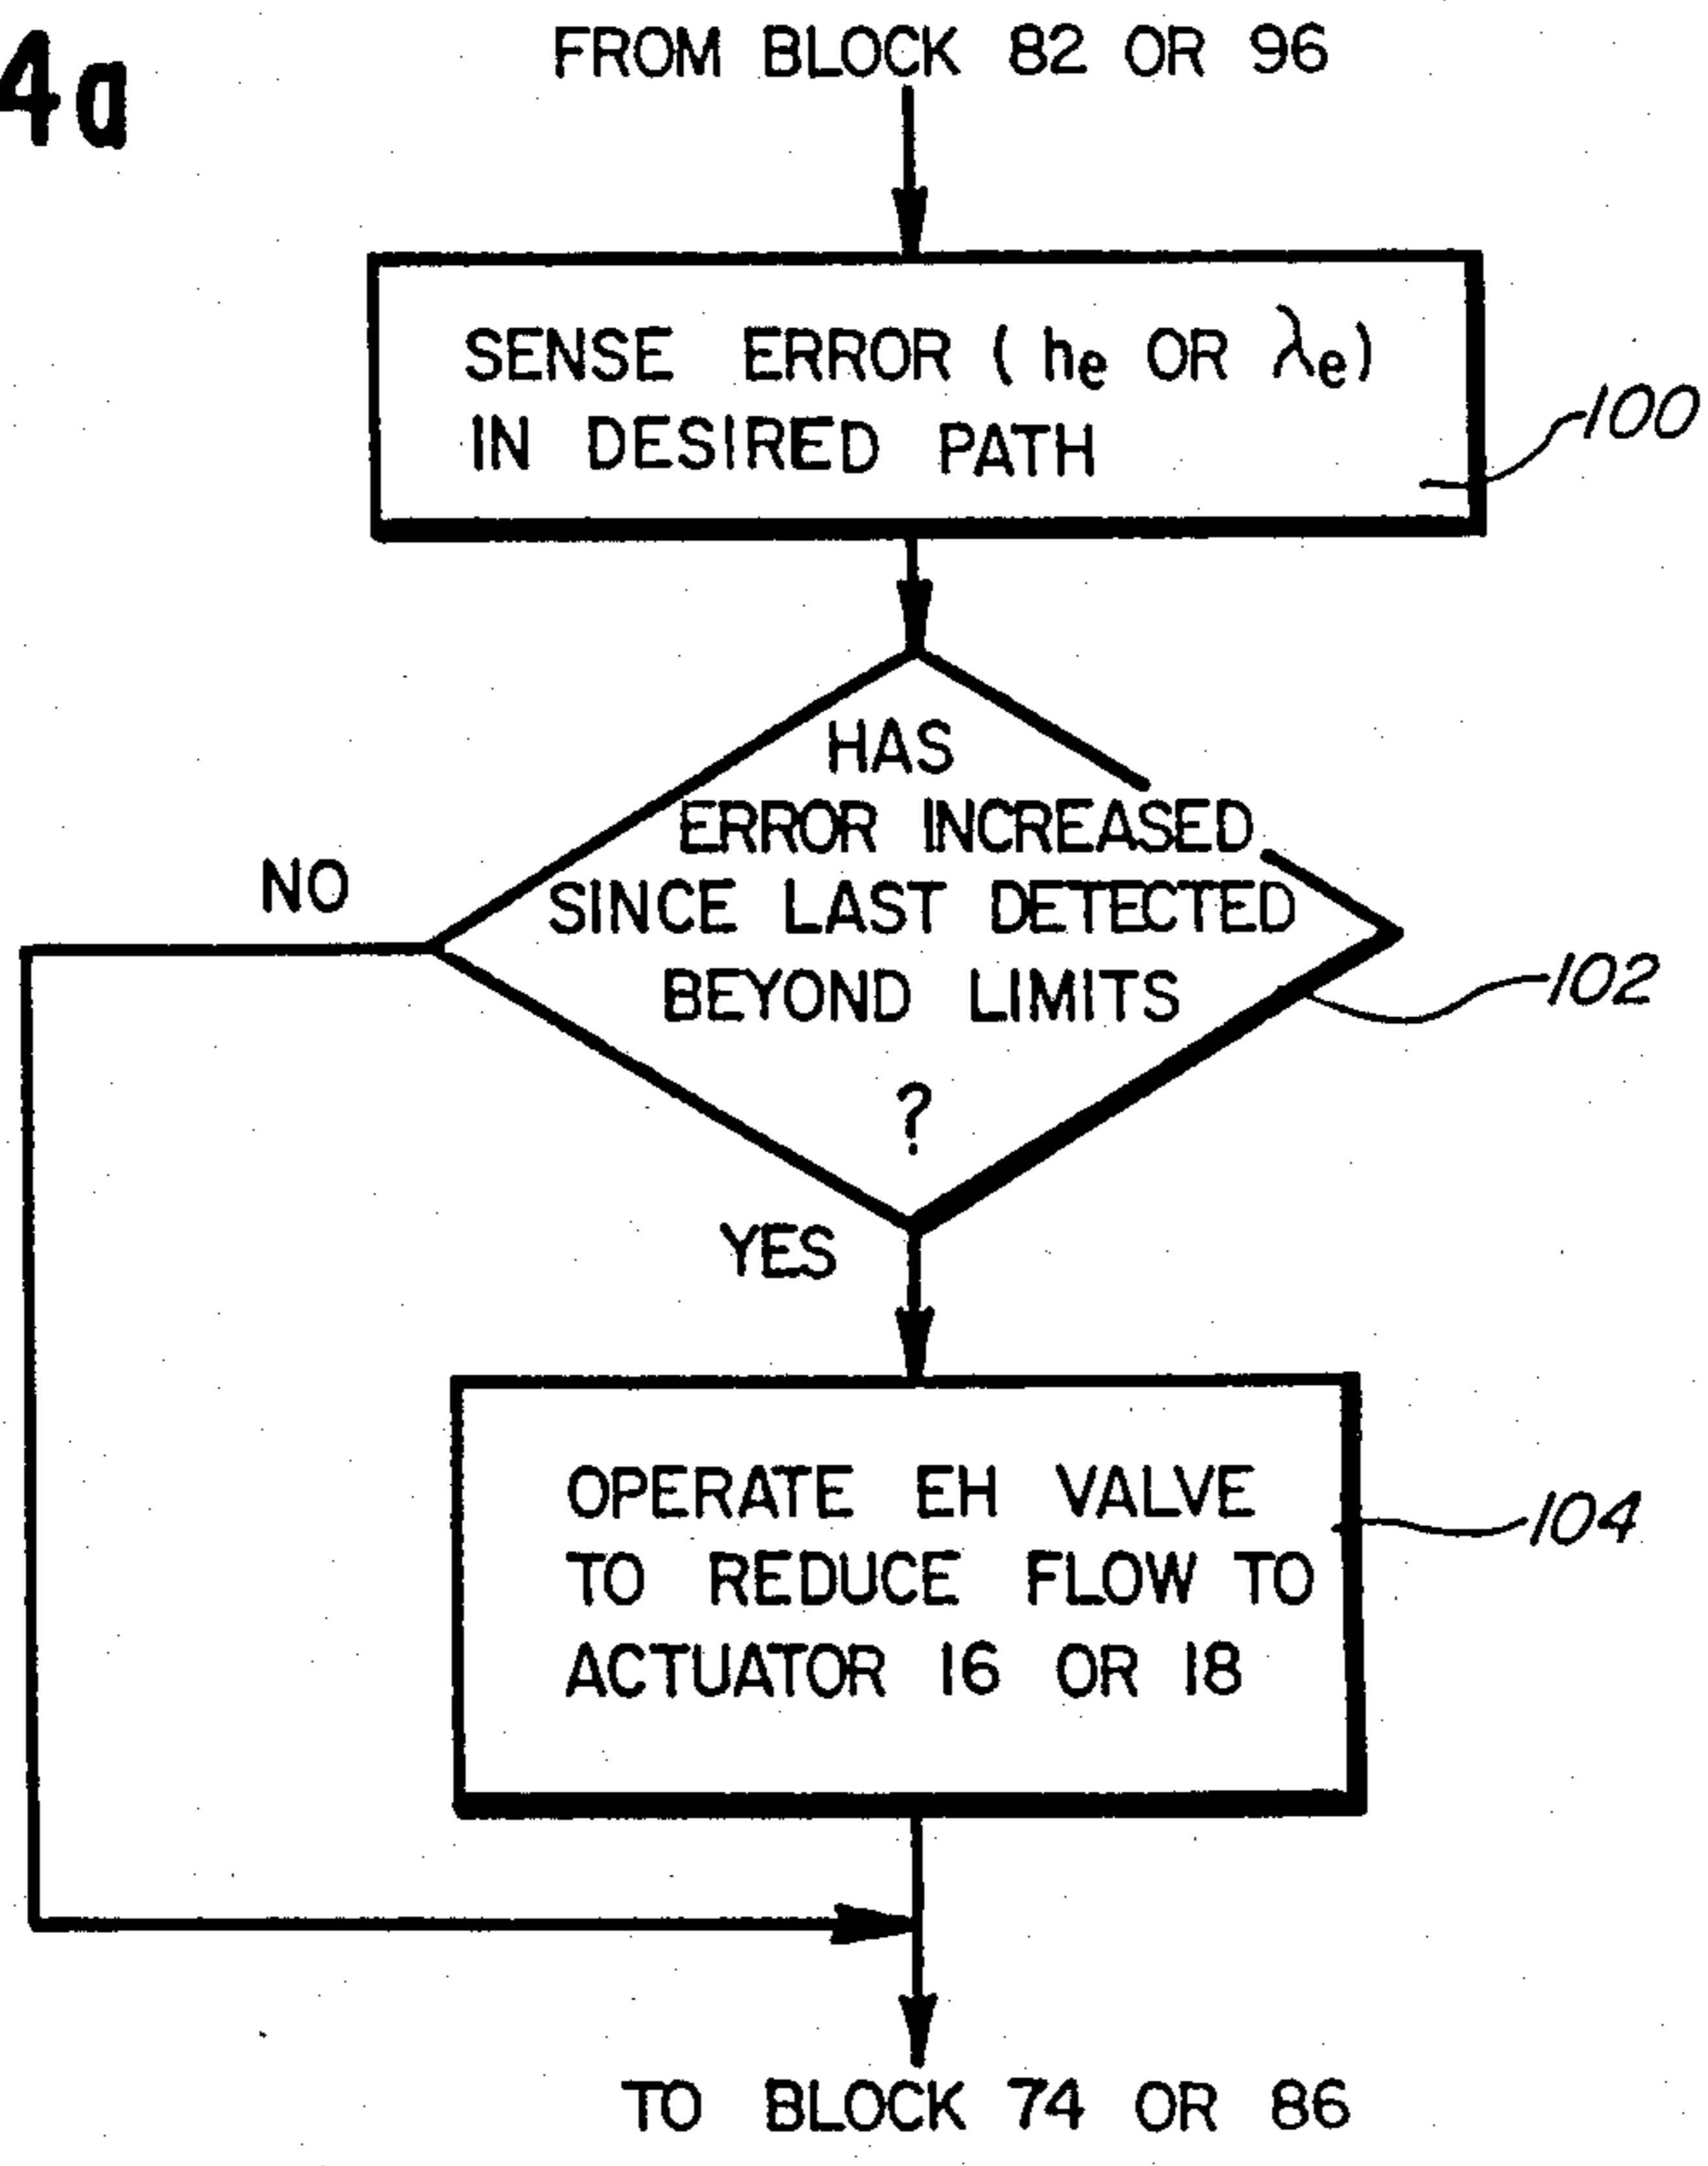 4a
FROM BLOCK 82 OR 96
SENSE ERROR (he OR λe)
IN DESIRED PATH
100
HAS
ERROR INCREASED
SINCE LAST DETECTED
BEYOND LIMITS
?
NO
102
YES
OPERATE EH VALVE
TO REDUCE FLOW TO
ACTUATOR 16 OR 18
104
TO BLOCK 74 OR 86